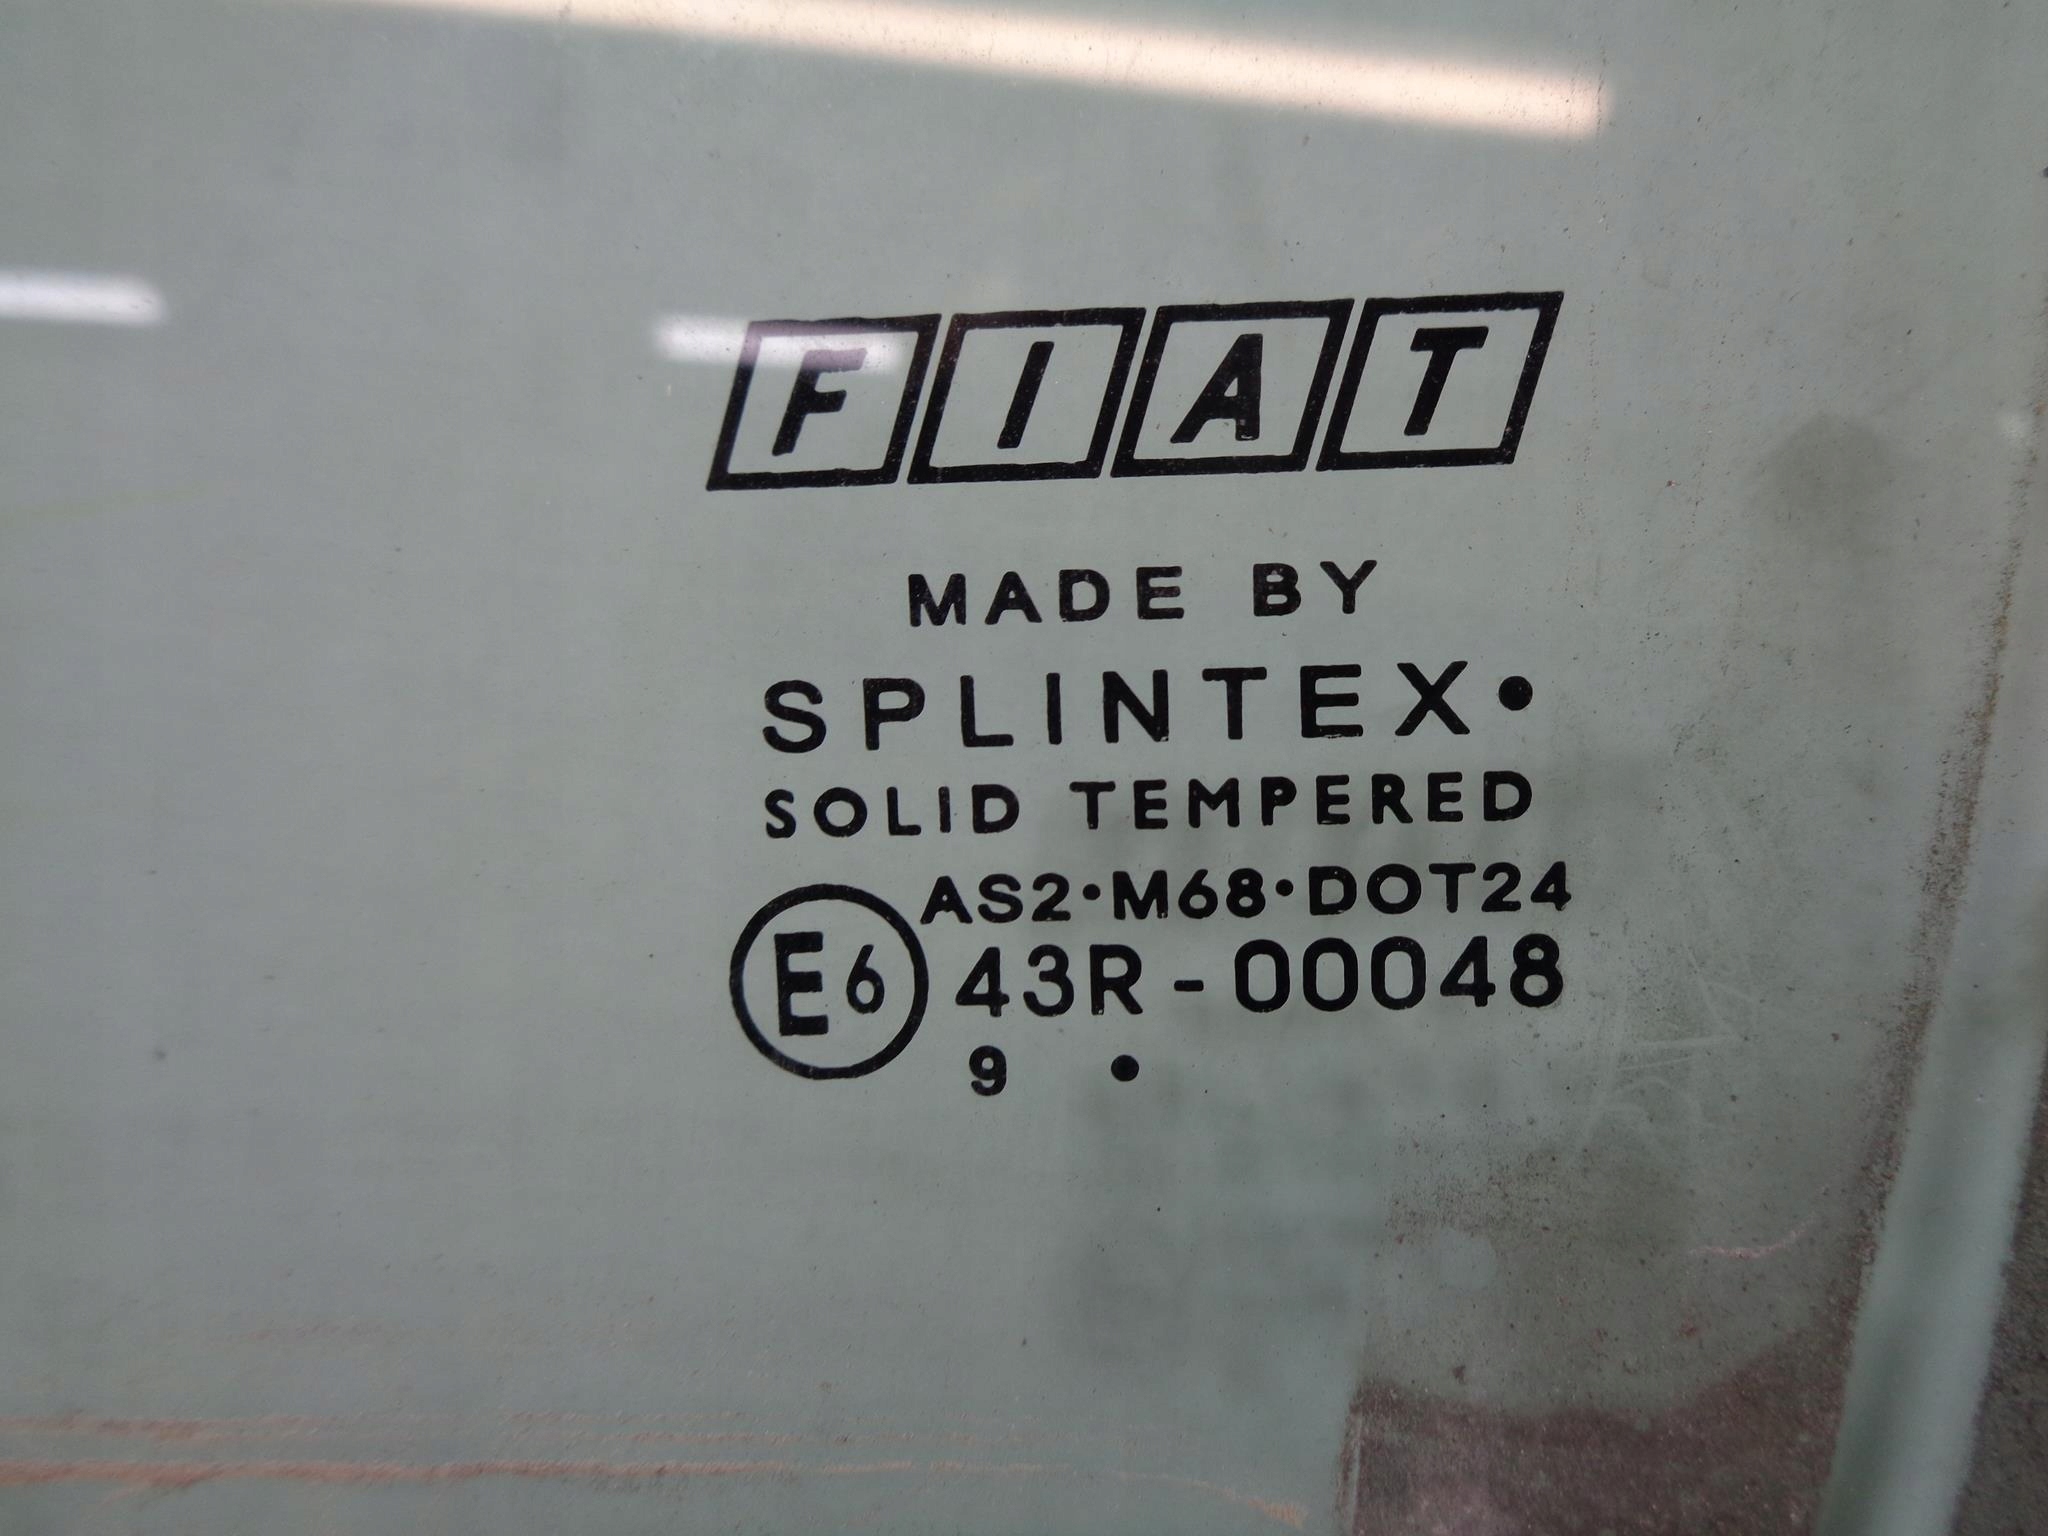 FIAT
MADE BY
SPLINTEX•
SOLID TEMPERED
AS2•M68•DOT24
E6 43R-00048
9 •